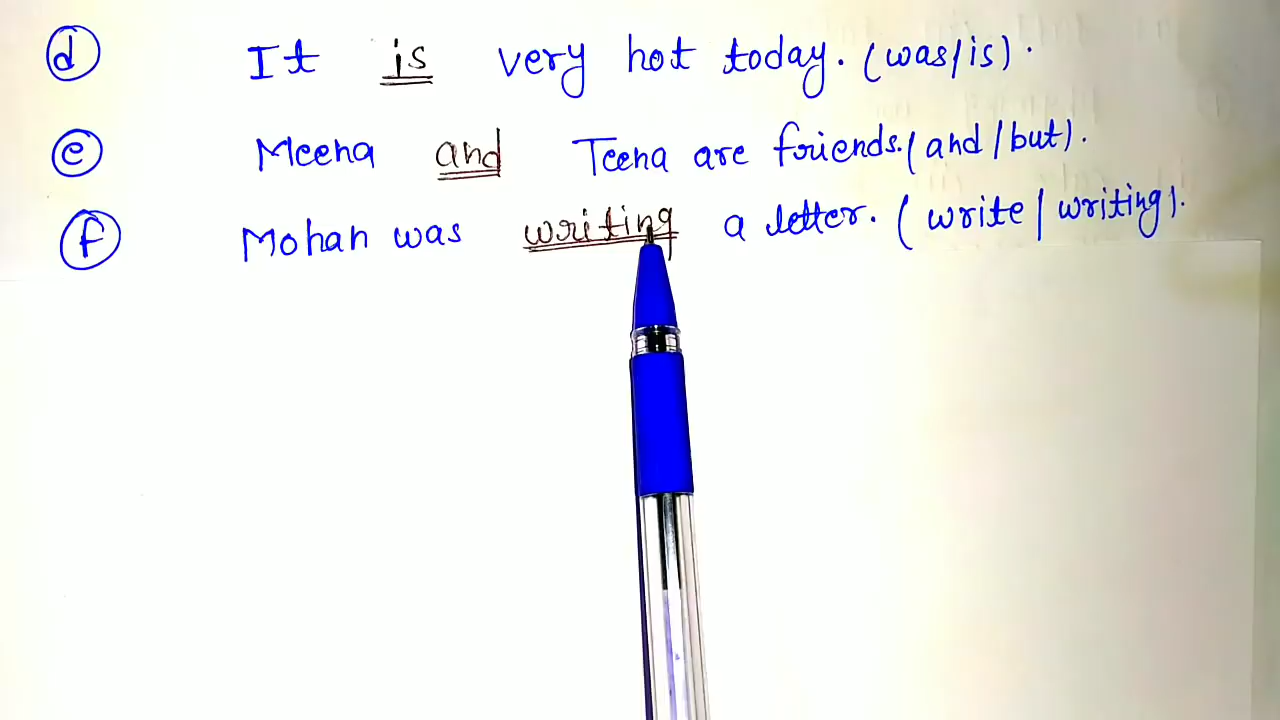 d It is very hot today. (was/is).
e Meena and Teena are friends. (and/but).
f Mohan was writing a letter. (write/writing).